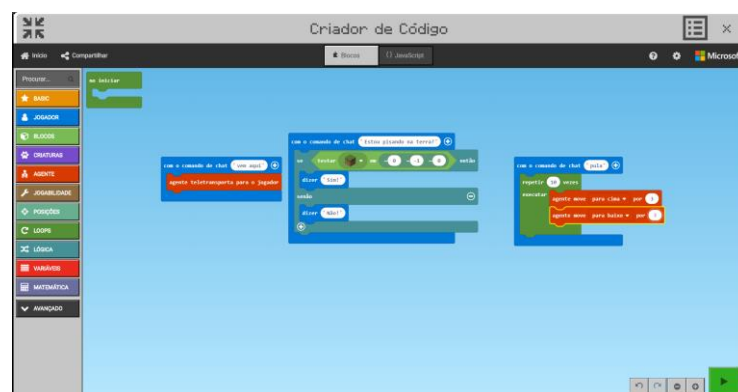 Criador de Código
Início
Compartilhar
Blocos
{} JavaScript
Microsof
Procurar...
BASIC
JOGADOR
BLOCOS
CRIATURAS
AGENTE
JOGABILIDADE
POSIÇÕES
LOOPS
LÓGICA
VARIÁVEIS
MATEMÁTICA
AVANÇADO
ao iniciar
com o comando de chat "vem aqui"
agente teletransporta para o jogador
com o comando de chat "Estou pisando na terra?"
se testar em ~0 ~-1 ~0 então
dizer "Sim!"
senão
dizer "Não!"
com o comando de chat "pula"
repetir 50 vezes
executar
agente move para cima por 1
agente move para baixo por